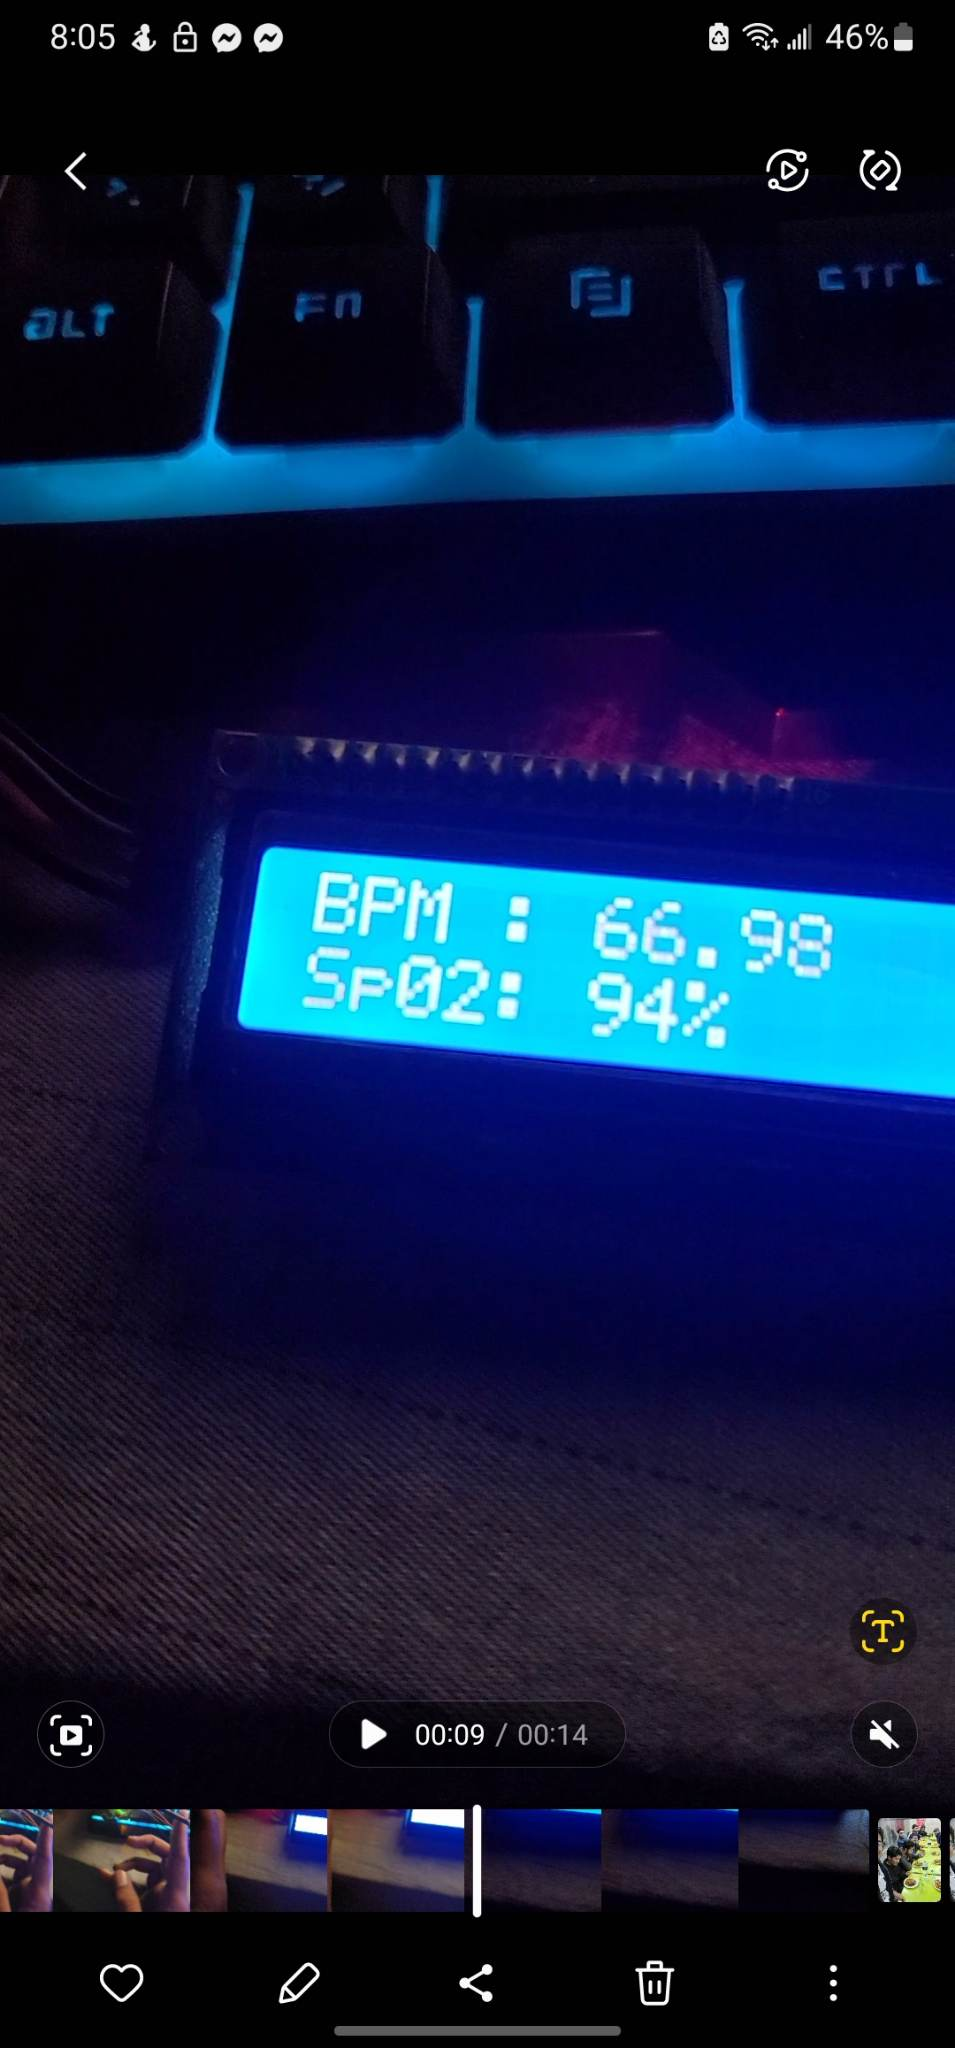 8:05
46%
ALT
Fn
CTRL
BPM : 66.98
SpO2: 94%
T
00:09 / 00:14